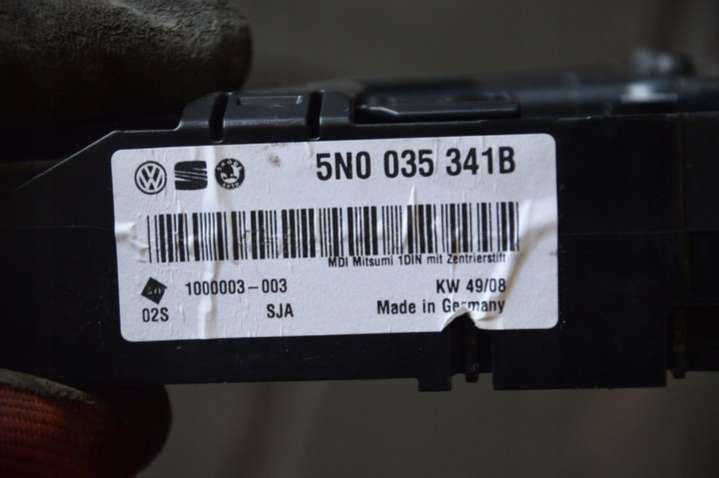 5N0 035 341B
MDI Mitsumi 1DIN mit Zentrierstift
1000003-003 KW 49/08
02S SJA Made in Germany